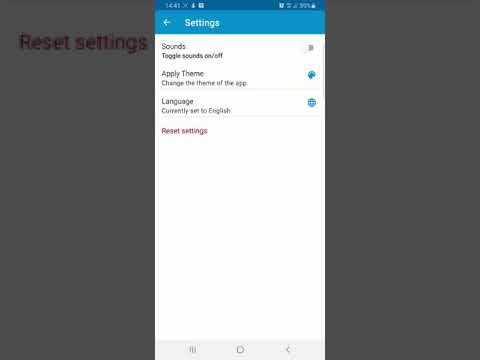 14:41
39%
Settings
Sounds
Toggle sounds on/off
Apply Theme
Change the theme of the app.
Language
Currently set to English
Reset settings
Reset settings